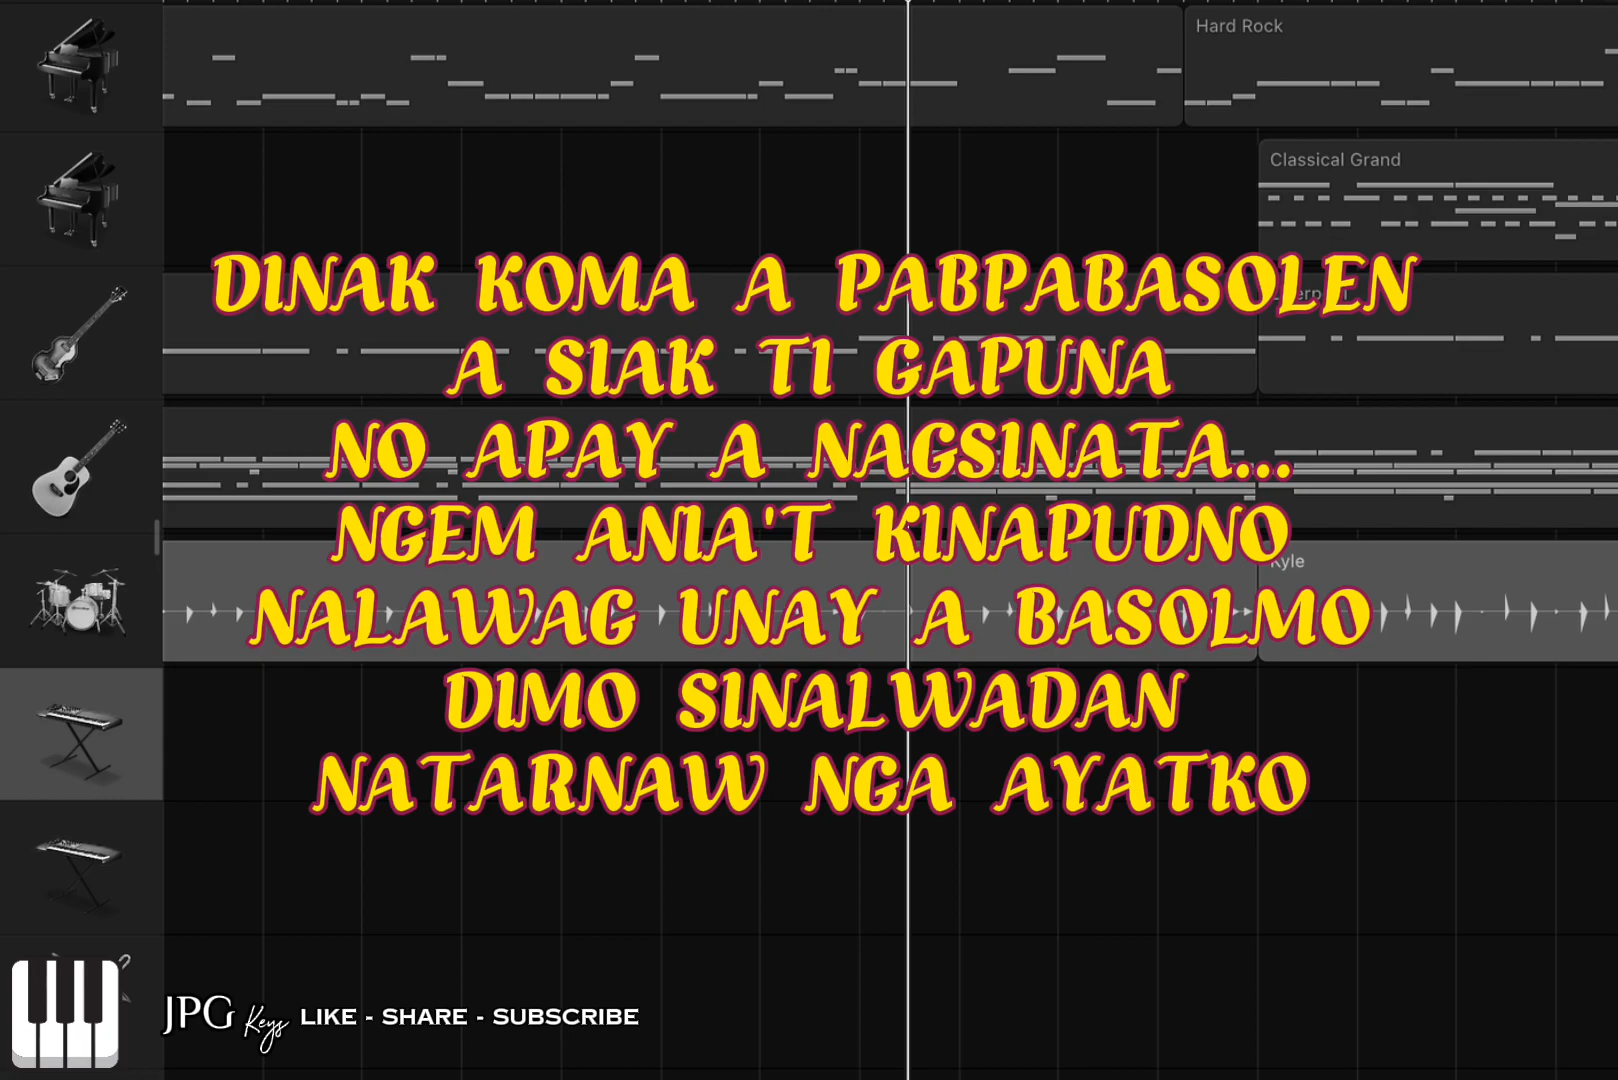 Hard Rock
Classical Grand
DINAK KOMA A PABPABASOLEN
A SIAK TI GAPUNA
NO APAY A NAGSINATA...
NGEM ANIA'T KINAPUDNO
Kyle
NALAWAG UNAY A BASOLMO
DIMO SINALWADAN
NATARNAW NGA AYATKO
JPG Keys LIKE - SHARE - SUBSCRIBE